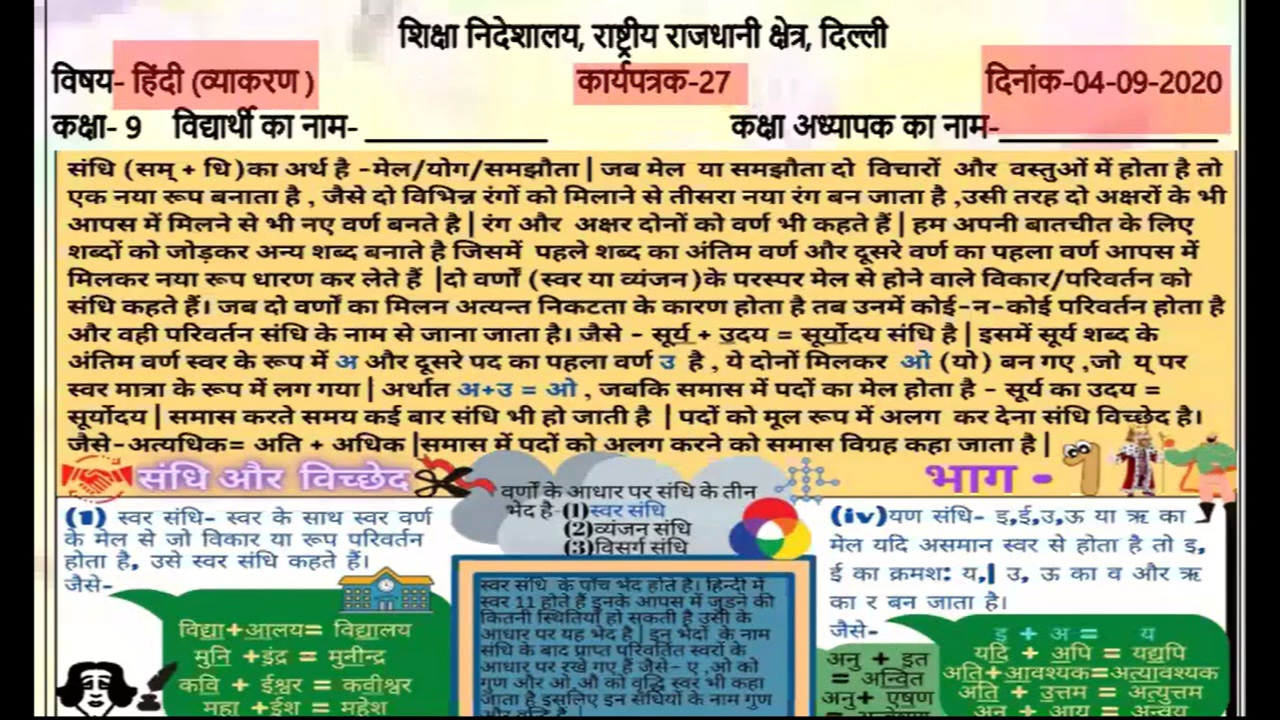 शिक्षा निदेशालय, राष्ट्रीय राजधानी क्षेत्र, दिल्ली
विषय- हिंदी (व्याकरण ) कार्यपत्रक-27 दिनांक-04-09-2020
कक्षा- 9 विद्यार्थी का नाम- ____________ कक्षा अध्यापक का नाम-______________
संधि (सम् + धि )का अर्थ है -मेल/योग/समझौता | जब मेल या समझौता दो विचारों और वस्तुओं में होता है तो
एक नया रूप बनाता है , जैसे दो विभिन्न रंगों को मिलाने से तीसरा नया रंग बन जाता है ,उसी तरह दो अक्षरों के भी
आपस में मिलने से भी नए वर्ण बनते है | रंग और अक्षर दोनों को वर्ण भी कहते हैं | हम अपनी बातचीत के लिए
शब्दों को जोड़कर अन्य शब्द बनाते है जिसमें पहले शब्द का अंतिम वर्ण और दूसरे वर्ण का पहला वर्ण आपस में
मिलकर नया रूप धारण कर लेते हैं |दो वर्णों (स्वर या व्यंजन )के परस्पर मेल से होने वाले विकार/परिवर्तन को
संधि कहते हैं। जब दो वर्णों का मिलन अत्यन्त निकटता के कारण होता है तब उनमें कोई-न-कोई परिवर्तन होता है
और वही परिवर्तन संधि के नाम से जाना जाता है। जैसे - सूर्य + उदय = सूर्योदय संधि है | इसमें सूर्य शब्द के
अंतिम वर्ण स्वर के रूप में अ और दूसरे पद का पहला वर्ण उ है , ये दोनों मिलकर ओ (यो) बन गए ,जो य् पर
स्वर मात्रा के रूप में लग गया | अर्थात अ+उ = ओ , जबकि समास में पदों का मेल होता है - सूर्य का उदय =
सूर्योदय | समास करते समय कई बार संधि भी हो जाती है | पदों को मूल रूप में अलग कर देना संधि विच्छेद है।
जैसे-अत्यधिक= अति + अधिक |समास में पदों को अलग करने को समास विग्रह कहा जाता है |
संधि और विच्छेद
भाग - 1
वर्णों के आधार पर संधि के तीन
भेद है-(1)स्वर संधि
(2)व्यंजन संधि
(3)विसर्ग संधि
(1) स्वर संधि- स्वर के साथ स्वर वर्ण
के मेल से जो विकार या रूप परिवर्तन
होता है, उसे स्वर संधि कहते हैं।
जैसे-
विद्या+आलय= विद्यालय
मुनि +इंद्र = मुनीन्द्र
कवि + ईश्वर = कवीश्वर
महा +ईश = महेश
स्वर संधि के पाँच भेद होते है। हिन्दी में
स्वर 11 होते हैं इनके आपस में जुड़ने की
कितनी स्थितियाँ हो सकती है उसी के
आधार पर यह भेद है | इन भेदों के नाम
संधि के बाद प्राप्त परिवर्तित स्वरों के
आधार पर रखे गए हैं जैसे- ए ,ओ को
गुण और ओ,औ को वृद्धि स्वर भी कहा
जाता है इसलिए इन संधियों के नाम गुण
(iv)यण संधि- इ,ई,उ,ऊ या ऋ का
मेल यदि असमान स्वर से होता है तो इ,
ई का क्रमश: य,| उ, ऊ का व और ऋ
का र बन जाता है।
जैसे-
अनु + इत
= अन्वित
अनु+ एषण
इ + अ = य
यदि + अपि = यद्यपि
अति+आवश्यक=अत्यावश्यक
अति + उत्तम = अत्युत्तम